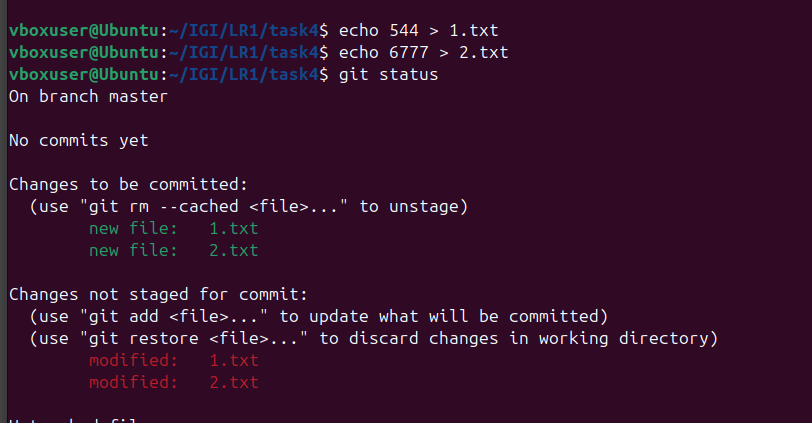 vboxuser@Ubuntu:~/IGI/LR1/task4$ echo 544 > 1.txt
vboxuser@Ubuntu:~/IGI/LR1/task4$ echo 6777 > 2.txt
vboxuser@Ubuntu:~/IGI/LR1/task4$ git status
On branch master
No commits yet
Changes to be committed:
  (use "git rm --cached <file>..." to unstage)
        new file:   1.txt
        new file:   2.txt
Changes not staged for commit:
  (use "git add <file>..." to update what will be committed)
  (use "git restore <file>..." to discard changes in working directory)
        modified:   1.txt
        modified:   2.txt